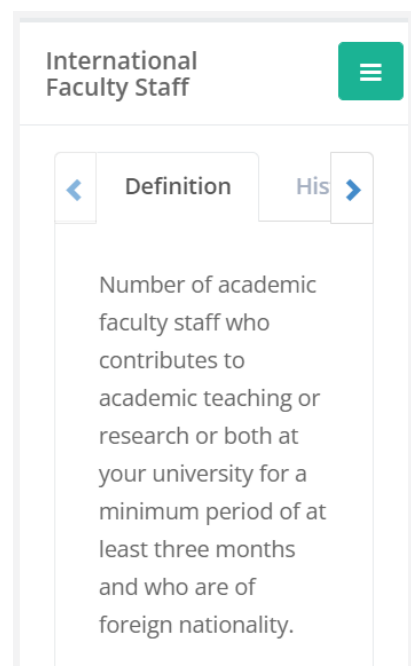 International
Faculty Staff
Definition
His
Number of academic
faculty staff who
contributes to
academic teaching or
research or both at
your university for a
minimum period of at
least three months
and who are of
foreign nationality.